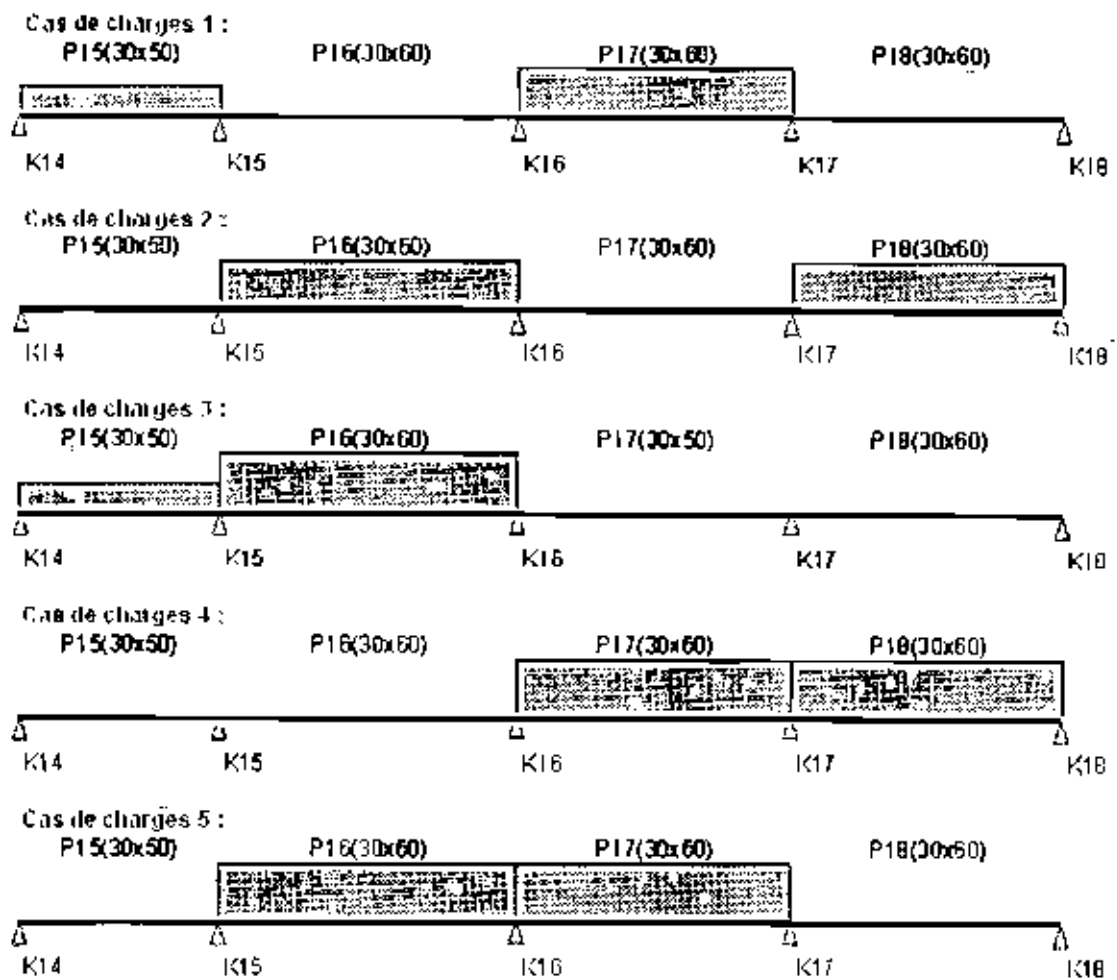 Cas de charges 1 :
P15(30x50) P16(30x60) P17(30x60) P18(30x60)
K14 K15 K16 K17 K18
Cas de charges 2 :
P15(30x50) P16(30x60) P17(30x60) P18(30x60)
K14 K15 K16 K17 K18
Cas de charges 3 :
P15(30x50) P16(30x60) P17(30x50) P18(30x60)
K14 K15 K16 K17 K18
Cas de charges 4 :
P15(30x50) P16(30x60) P17(30x60) P18(30x60)
K14 K15 K16 K17 K18
Cas de charges 5 :
P15(30x50) P16(30x60) P17(30x60) P18(30x60)
K14 K15 K16 K17 K18